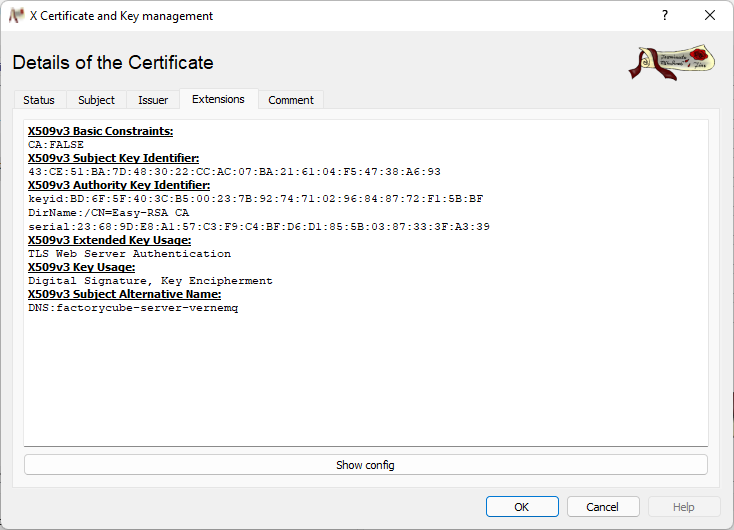 X Certificate and Key management
?
Details of the Certificate
Status Subject Issuer Extensions Comment
X509v3 Basic Constraints:
CA:FALSE
X509v3 Subject Key Identifier:
43:CE:51:BA:7D:48:30:22:CC:AC:07:BA:21:61:04:F5:47:38:A6:93
X509v3 Authority Key Identifier:
keyid:BD:6F:5F:40:3C:B5:00:23:7B:92:74:71:02:96:84:87:72:F1:5B:BF
DirName:/CN=Easy-RSA CA
serial:23:68:9D:E8:A1:57:C3:F9:C4:BF:D6:D1:85:5B:03:87:33:3F:A3:39
X509v3 Extended Key Usage:
TLS Web Server Authentication
X509v3 Key Usage:
Digital Signature, Key Encipherment
X509v3 Subject Alternative Name:
DNS:factorycube-server-vernemq
Show config
OK Cancel Help